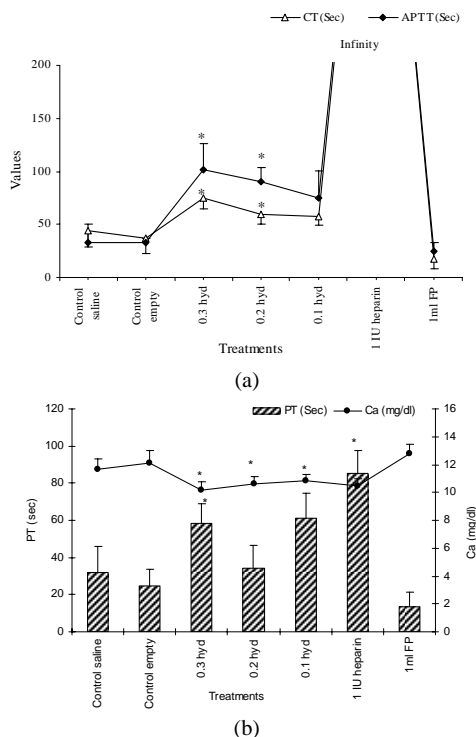 CT(Sec) APTT(Sec)
Infinity
200
150
100
50
0
Values
* *
* *
Control saline
Control empty
0.3 hyd
0.2 hyd
0.1 hyd
1 IU heparin
1ml FP
Treatments
(a)
PT (Sec) Ca (mg/dl)
120
100
80
60
40
20
0
PT (sec)
16
14
12
10
8
6
4
2
0
Ca (mg/dl)
* * * *
*
Control saline
Control empty
0.3 hyd
0.2 hyd
0.1 hyd
1 IU heparin
1ml FP
Treatments
(b)